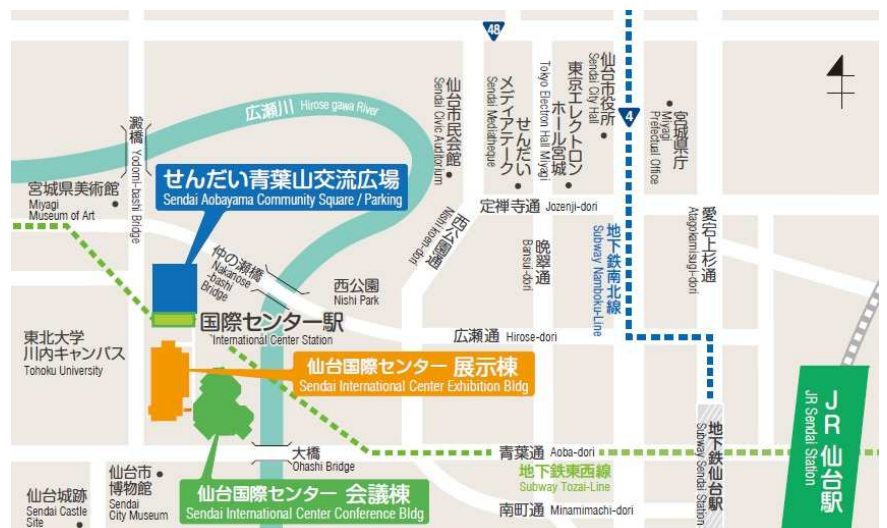 48
広瀬川 Hirose gawa River
澱橋
Yodomi-bashi Bridge
仙台市民会館
Sendai Civic Auditorium
せんだい
メディアテーク
Sendai Mediatheque
東京エレクトロン
ホール宮城
Tokyo Electron Hall Miyagi
仙台市役所
Sendai City Hall
4
宮城県庁
Miyagi
Prefectual Office
宮城県美術館
Miyagi
Museum of Art
せんだい青葉山交流広場
Sendai Aobayama Community Square / Parking
定禅寺通 Jozenji-dori
西公園通
Nishi koen-dori
晩翠通
Bansui-dori
地下鉄南北線
Subway Namboku-Line
愛宕上杉通
Atagokamisugi-dori
仲の瀬橋
Nakanose
-bashi
Bridge
西公園
Nishi Park
国際センター駅
International Center Station
広瀬通 Hirose-dori
東北大学
川内キャンパス
Tohoku University
仙台国際センター 展示棟
Sendai International Center Exhibition Bldg
JR 仙台駅
JR Sendai Station
地下鉄仙台駅
Subway Sendai Station
大橋
Ohashi Bridge
青葉通 Aoba-dori
地下鉄東西線
Subway Tozai-Line
仙台市
博物館
Sendai
City Museum
仙台城跡
Sendai Castle
Site
仙台国際センター 会議棟
Sendai International Center Conference Bldg
南町通 Minamimachi-dori